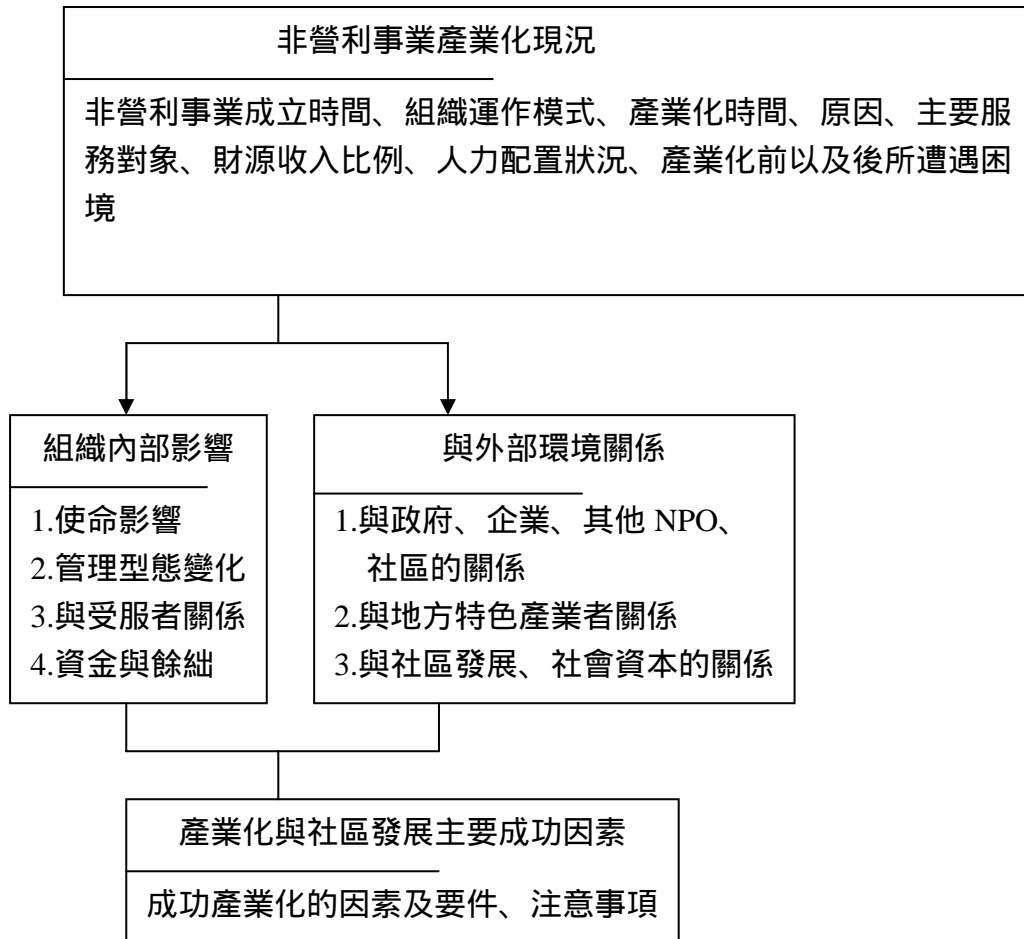 非營利事業產業化現況
非營利事業成立時間、組織運作模式、產業化時間、原因、主要服
務對象、財源收入比例、人力配置狀況、產業化前以及後所遭遇困
境
組織內部影響
1.使命影響
2.管理型態變化
3.與受服者關係
4.資金與餘絀
與外部環境關係
1.與政府、企業、其他 NPO、
社區的關係
2.與地方特色產業者關係
3.與社區發展、社會資本的關係
產業化與社區發展主要成功因素
成功產業化的因素及要件、注意事項